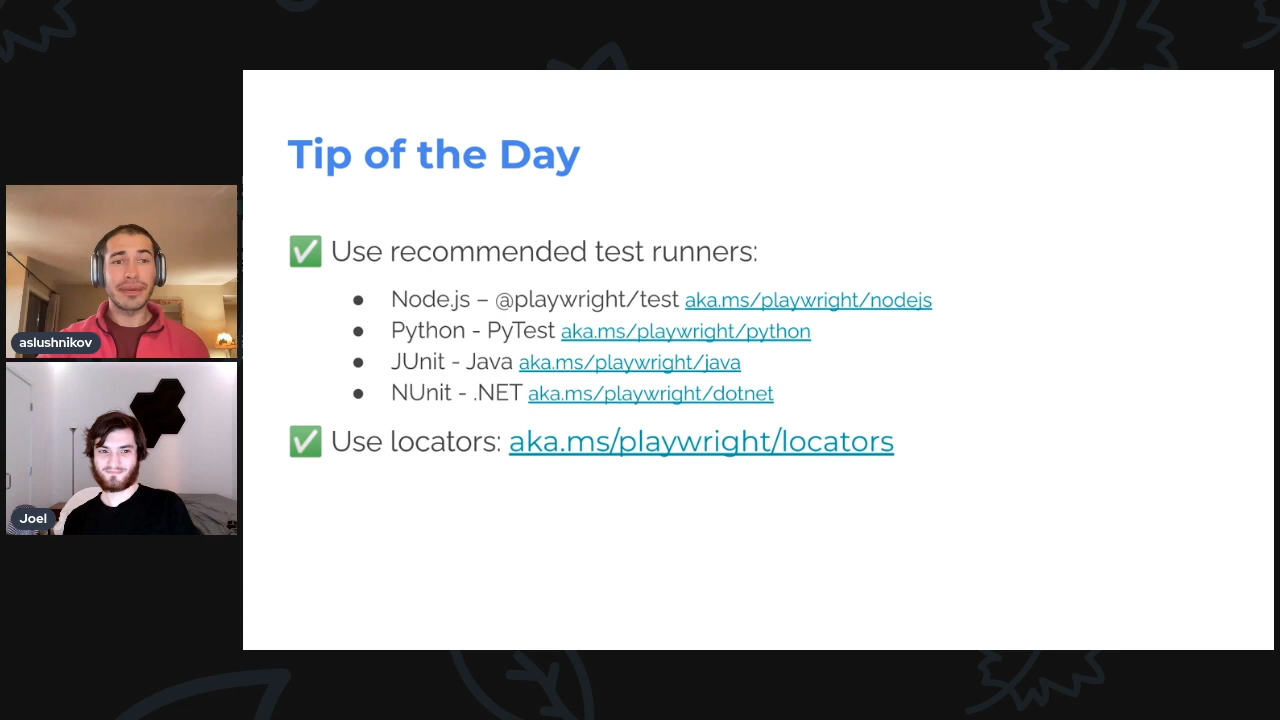 Tip of the Day
✅ Use recommended test runners:
● Node.js – @playwright/test aka.ms/playwright/nodejs
● Python - PyTest aka.ms/playwright/python
● JUnit - Java aka.ms/playwright/java
● NUnit - .NET aka.ms/playwright/dotnet
✅ Use locators: aka.ms/playwright/locators
aslushnikov
Joel